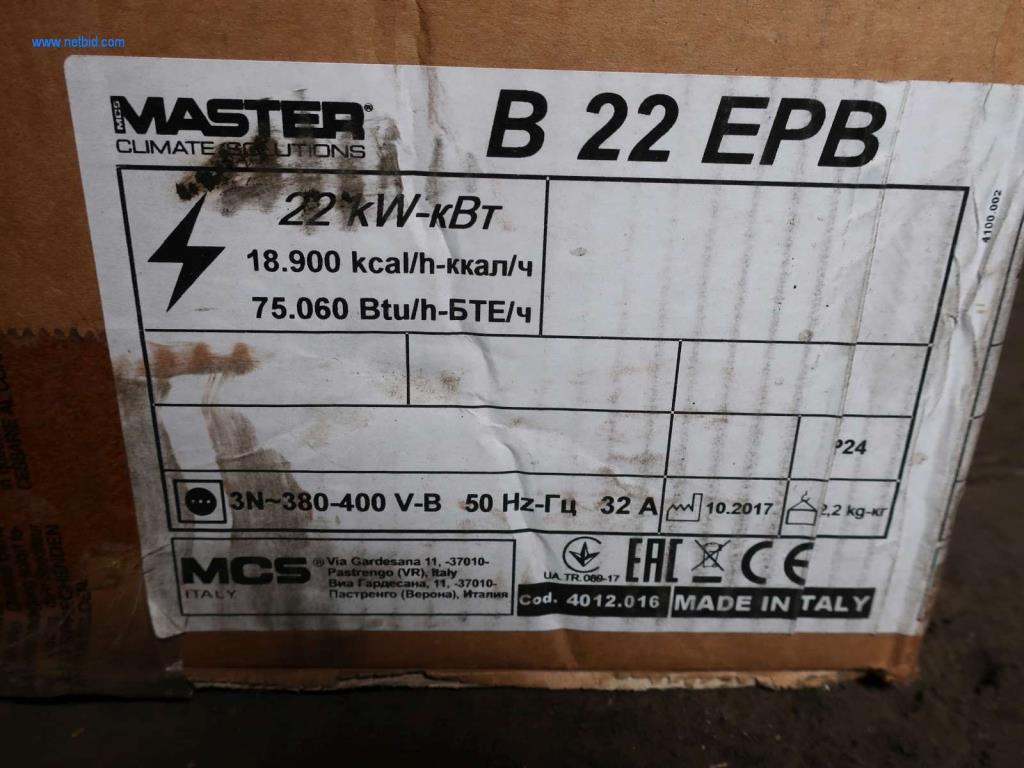 www.netbid.com
MCS MASTER®
CLIMATE SOLUTIONS
B 22 EPB
22 kW-кВт
18.900 kcal/h-ккал/ч
75.060 Btu/h-БТЕ/ч
4100.002
P24
3N~380-400 V-В 50 Hz-Гц 32 A
10.2017
2,2 kg-кг
MCS®
ITALY
Via Gardesana 11, -37010-
Pastrengo (VR), Italy
Виа Гардесана, 11, -37010-
Пастренго (Верона), Италия
UA.TR.089-17
EAC
CE
Cod. 4012.016
MADE IN ITALY